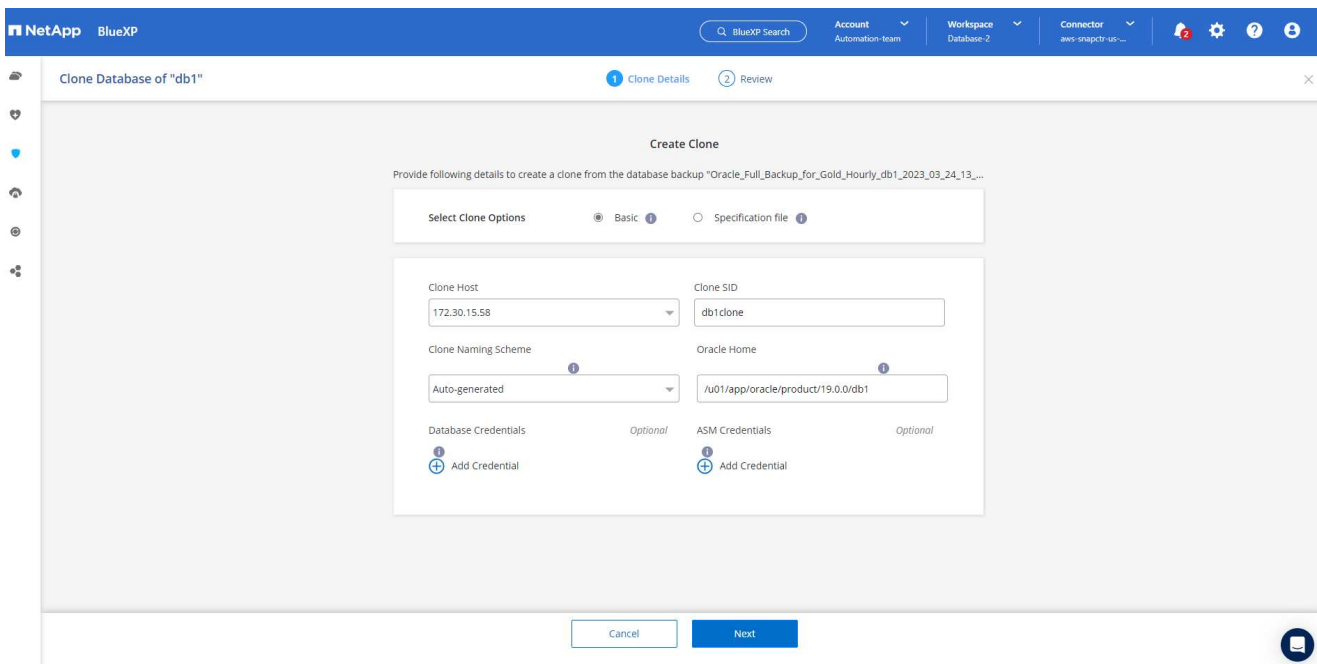 NetApp BlueXP BlueXP Search Account Workspace Connector
Automation-team Database-2 aws-snapctr-us-...
2
Clone Database of "db1" 1 Clone Details 2 Review
Create Clone
Provide following details to create a clone from the database backup "Oracle_Full_Backup_for_Gold_Hourly_db1_2023_03_24_13_...
Select Clone Options Basic Specification file
Clone Host Clone SID
172.30.15.58 db1clone
Clone Naming Scheme Oracle Home
Auto-generated /u01/app/oracle/product/19.0.0/db1
Database Credentials Optional ASM Credentials Optional
Add Credential Add Credential
Cancel Next